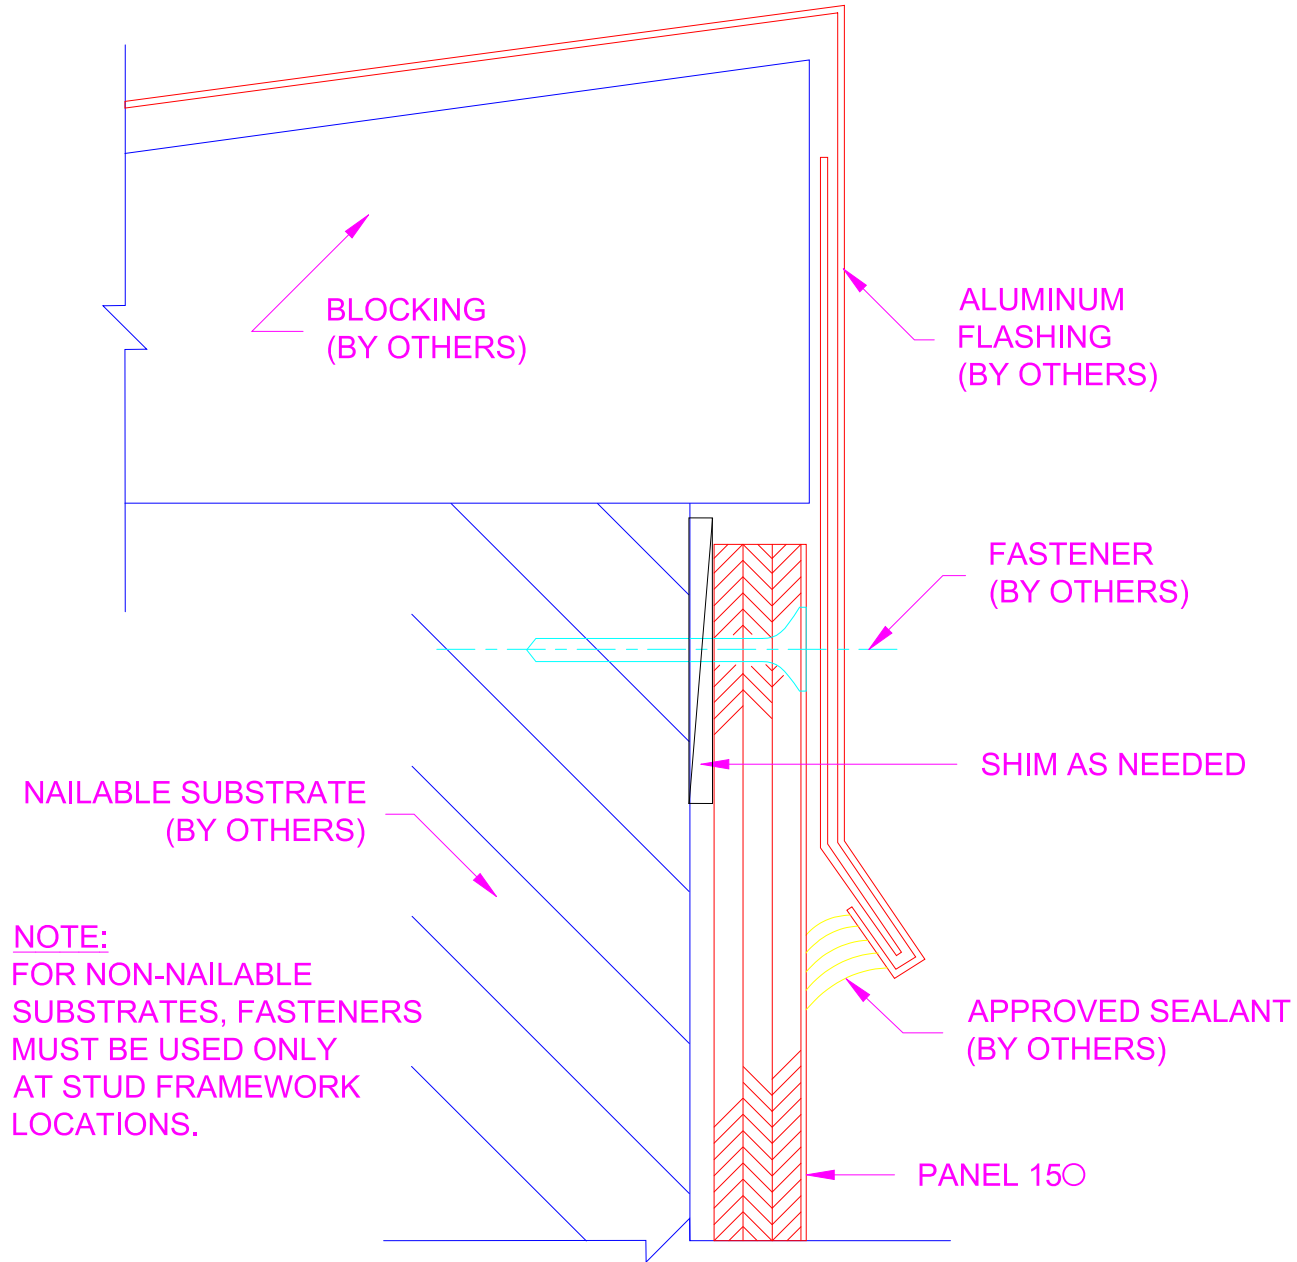 BLOCKING
(BY OTHERS)
ALUMINUM
FLASHING
(BY OTHERS)
FASTENER
(BY OTHERS)
SHIM AS NEEDED
NAILABLE SUBSTRATE
(BY OTHERS)
NOTE:
FOR NON-NAILABLE
SUBSTRATES, FASTENERS
MUST BE USED ONLY
AT STUD FRAMEWORK
LOCATIONS.
APPROVED SEALANT
(BY OTHERS)
PANEL 15○